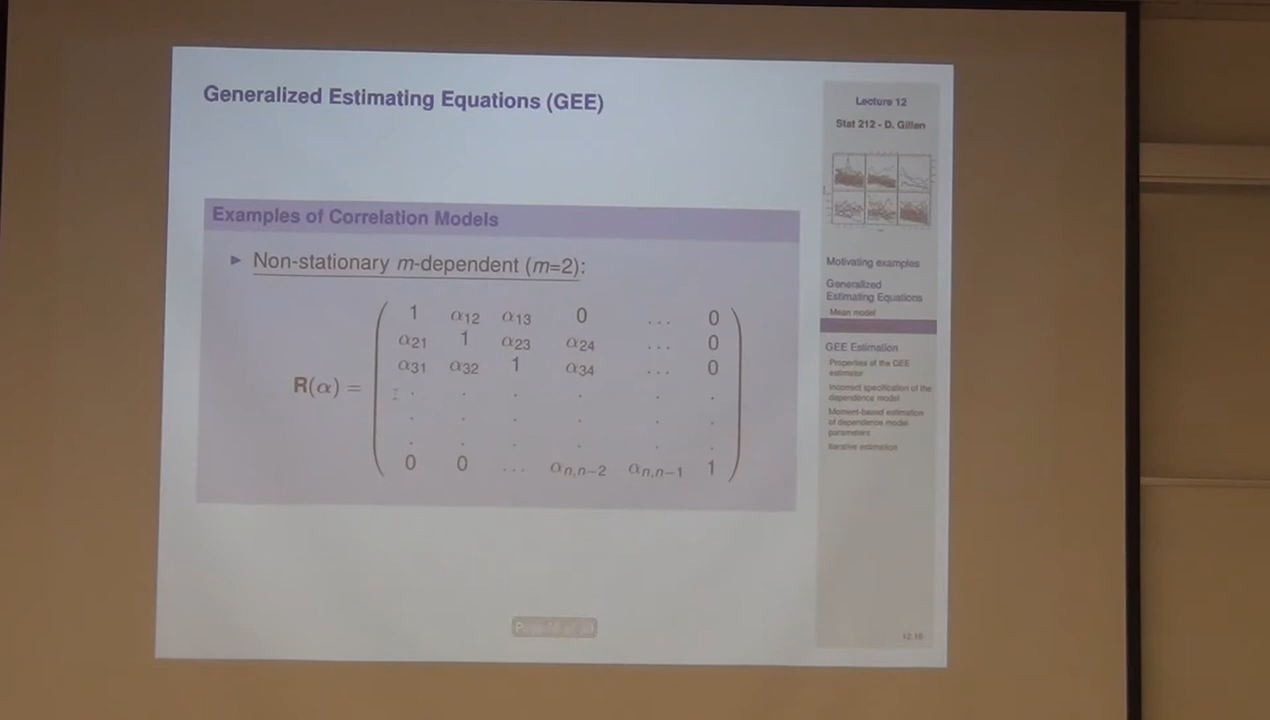 Generalized Estimating Equations (GEE)
Examples of Correlation Models
► Non-stationary m-dependent (m=2):
R(α) =
1 α12 α13 0 ... 0
α21 1 α23 α24 ... 0
α31 α32 1 α34 ... 0
. . . . . .
. . . . . .
. . . . . .
0 0 ... αn,n−2 αn,n−1 1
Lecture 12
Stat 212 - D. Gillen
Motivating examples
Generalized
Estimating Equations
Mean model
GEE Estimation
Properties of the GEE
estimator
Incorrect specification of the
dependence model
Moment-based estimation
of dependence model
parameters
Iterative estimation